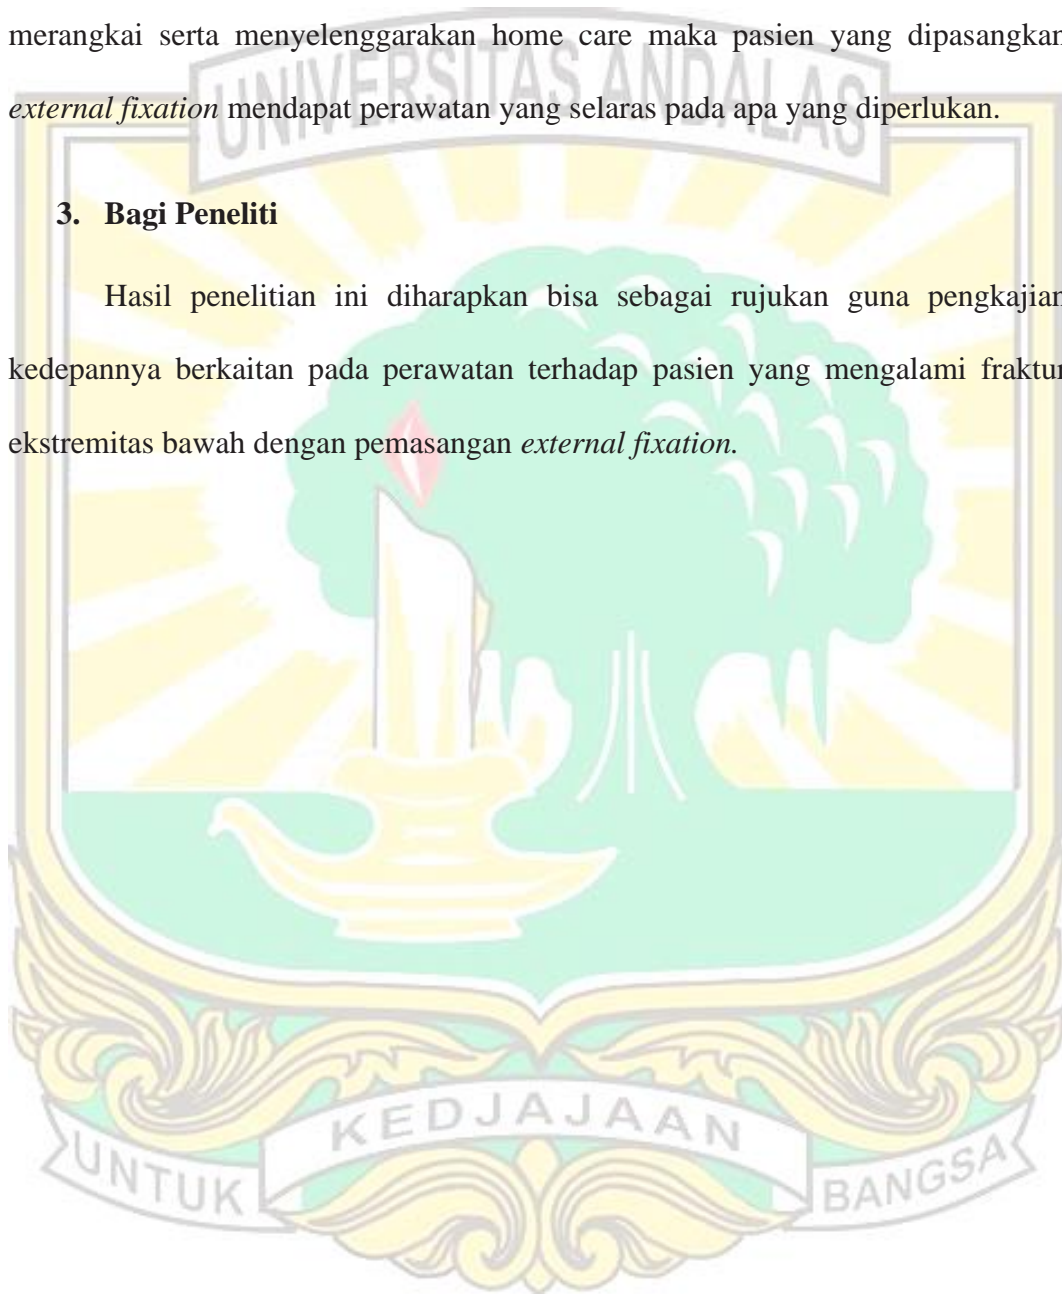 merangkai serta menyelenggarakan home care maka pasien yang dipasangkan
UNIVERSITAS ANDALAS
external fixation mendapat perawatan yang selaras pada apa yang diperlukan.
3. Bagi Peneliti
Hasil penelitian ini diharapkan bisa sebagai rujukan guna pengkajian
kedepannya berkaitan pada perawatan terhadap pasien yang mengalami fraktur
ekstremitas bawah dengan pemasangan external fixation.
UNTUK KEDJAJAAN BANGSA